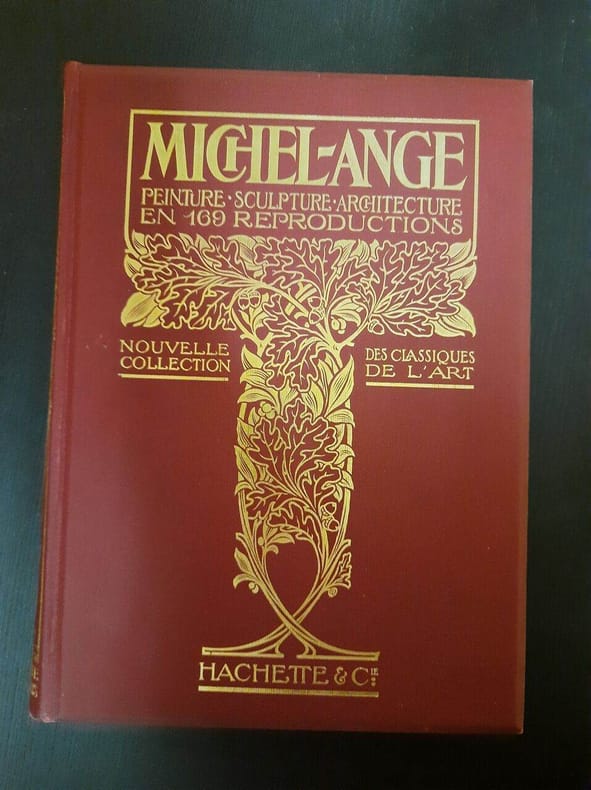 MICHEL-ANGE
PEINTURE · SCULPTURE · ARCHITECTURE
EN 169 REPRODUCTIONS
NOUVELLE
COLLECTION
DES CLASSIQUES
DE L'ART
HACHETTE & CIE